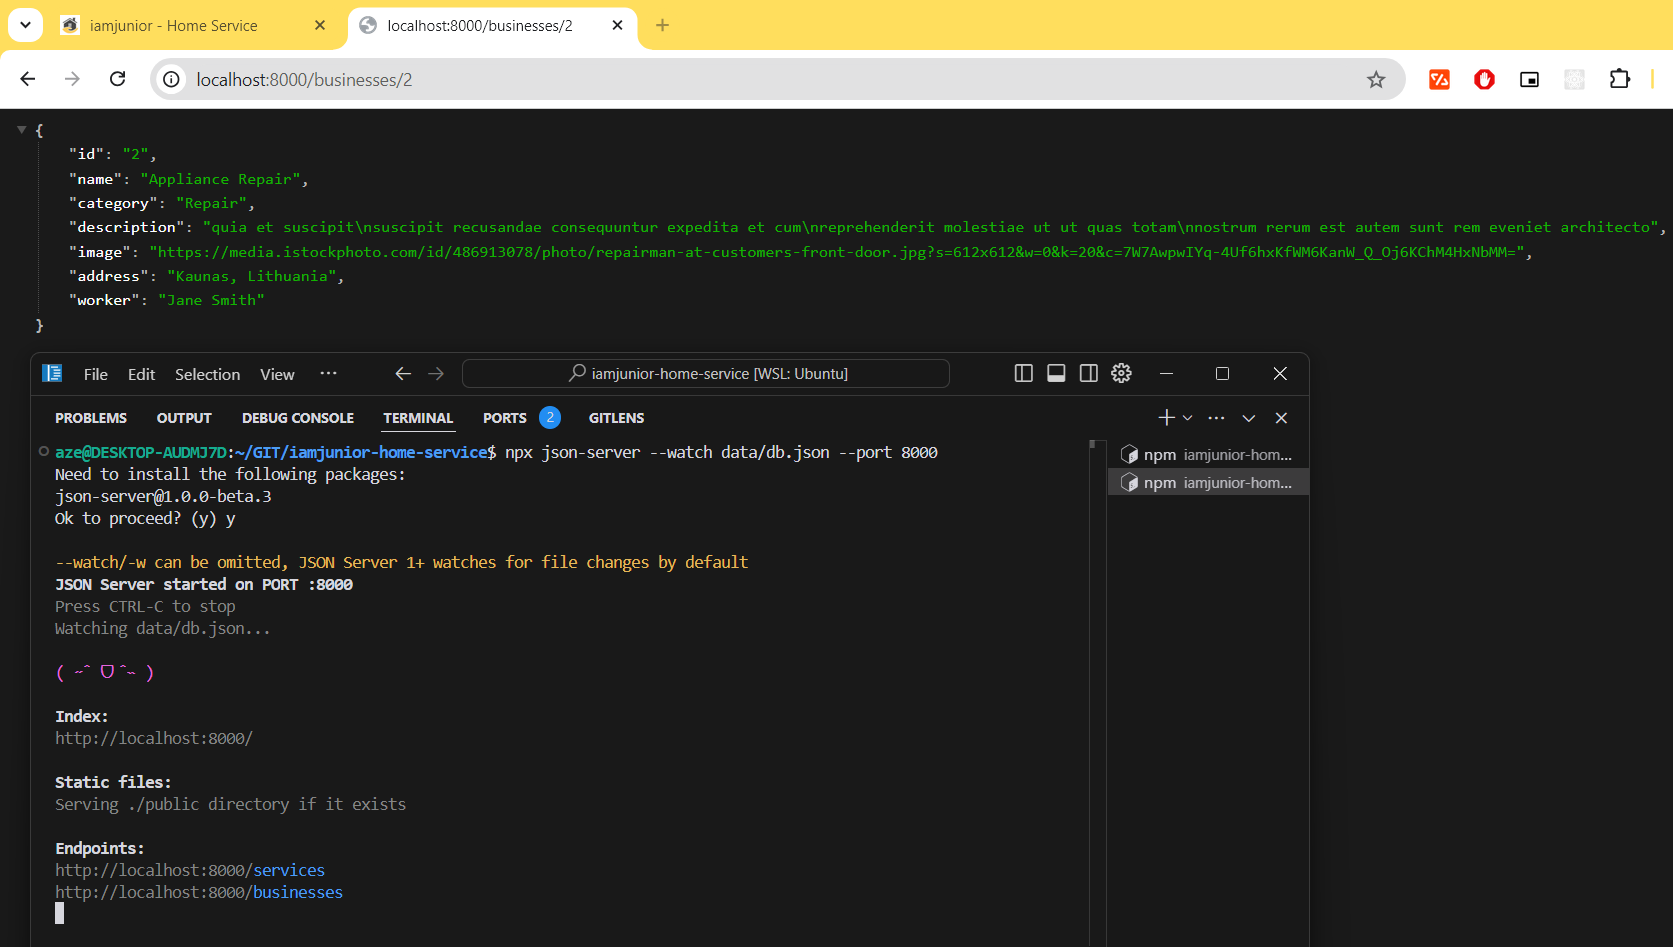 iamjunior - Home Service
localhost:8000/businesses/2
localhost:8000/businesses/2
{
"id": "2",
"name": "Appliance Repair",
"category": "Repair",
"description": "quia et suscipit\nsuscipit recusandae consequuntur expedita et cum\nreprehenderit molestiae ut ut quas totam\nnostrum rerum est autem sunt rem eveniet architecto",
"image": "https://media.istockphoto.com/id/486913078/photo/repairman-at-customers-front-door.jpg?s=612x612&w=0&k=20&c=7W7AwpwIYq-4Uf6hxKfWM6KanW_Q_Oj6KChM4HxNbMM=",
"address": "Kaunas, Lithuania",
"worker": "Jane Smith"
}
File Edit Selection View ··· iamjunior-home-service [WSL: Ubuntu]
PROBLEMS OUTPUT DEBUG CONSOLE TERMINAL PORTS 2 GITLENS
aze@DESKTOP-AUDMJ7D:~/GIT/iamjunior-home-service$ npx json-server --watch data/db.json --port 8000
Need to install the following packages:
json-server@1.0.0-beta.3
Ok to proceed? (y) y
--watch/-w can be omitted, JSON Server 1+ watches for file changes by default
JSON Server started on PORT :8000
Press CTRL-C to stop
Watching data/db.json...
( ˶ˆ ᗜ ˆ˵ )
Index:
http://localhost:8000/
Static files:
Serving ./public directory if it exists
Endpoints:
http://localhost:8000/services
http://localhost:8000/businesses
npm iamjunior-hom...
npm iamjunior-hom...